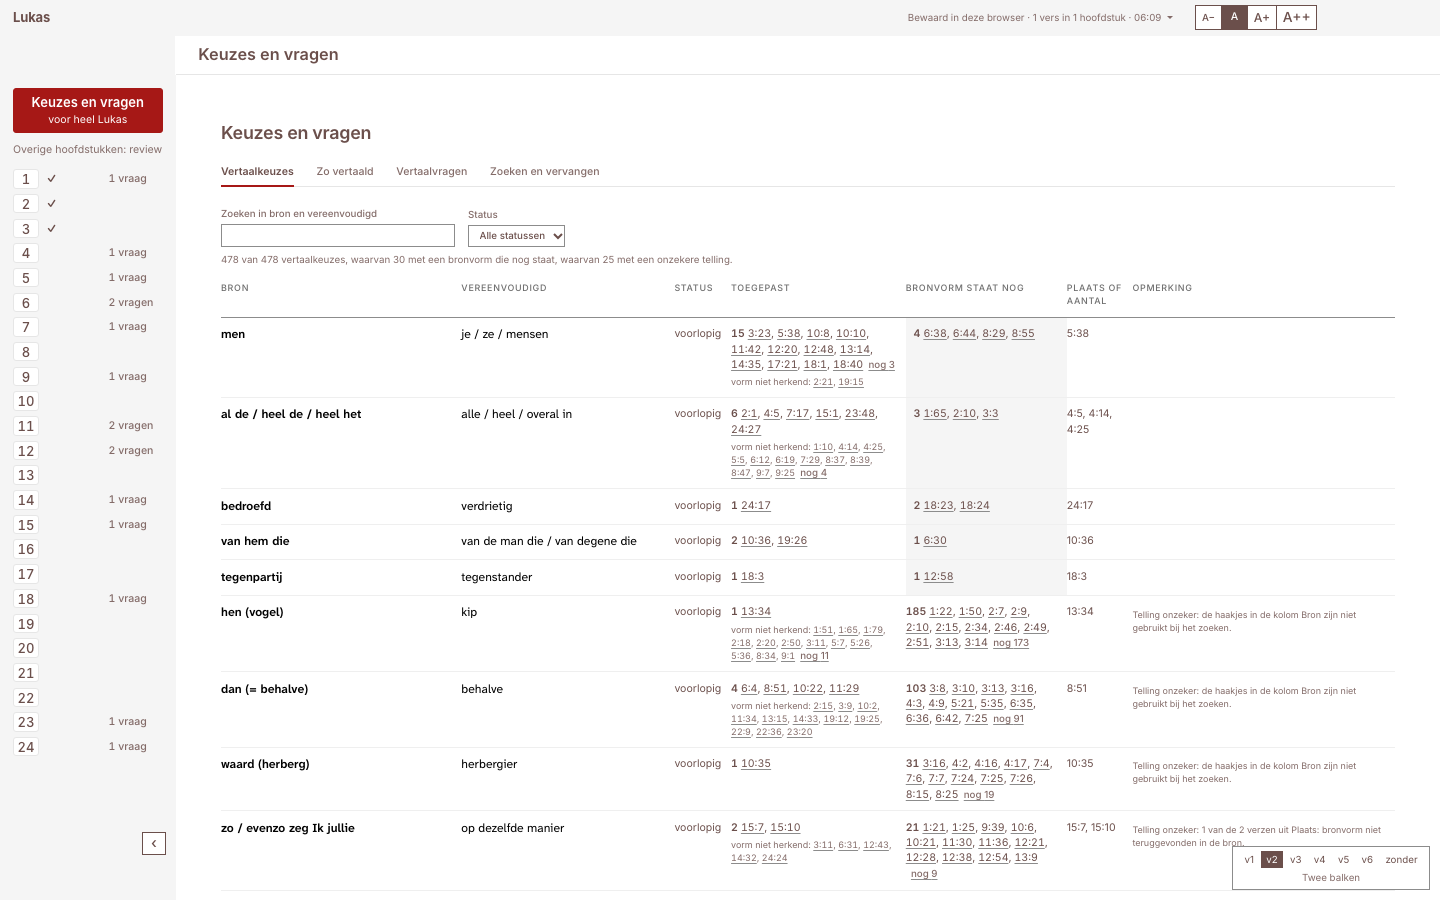 Lukas
Bewaard in deze browser · 1 vers in 1 hoofdstuk · 06:09
A− A A+ A++
Keuzes en vragen
Keuzes en vragen
voor heel Lukas
Overige hoofdstukken: review
1 ✓ 1 vraag
2 ✓
3 ✓
4 1 vraag
5 1 vraag
6 2 vragen
7 1 vraag
8
9 1 vraag
10
11 2 vragen
12 2 vragen
13
14 1 vraag
15 1 vraag
16
17
18 1 vraag
19
20
21
22
23 1 vraag
24 1 vraag
‹
Keuzes en vragen
Vertaalkeuzes Zo vertaald Vertaalvragen Zoeken en vervangen
Zoeken in bron en vereenvoudigd Status
Alle statussen
478 van 478 vertaalkeuzes, waarvan 30 met een bronvorm die nog staat, waarvan 25 met een onzekere telling.
BRON VEREENVOUDIGD STATUS TOEGEPAST BRONVORM STAAT NOG PLAATS OF AANTAL OPMERKING
men je / ze / mensen voorlopig 15 3:23, 5:38, 10:8, 10:10, 4 6:38, 6:44, 8:29, 8:55 5:38
11:42, 12:20, 12:48, 13:14,
14:35, 17:21, 18:1, 18:40 nog 3
vorm niet herkend: 2:21, 19:15
al de / heel de / heel het alle / heel / overal in voorlopig 6 2:1, 4:5, 7:17, 15:1, 23:48, 3 1:65, 2:10, 3:3 4:5, 4:14,
24:27 4:25
vorm niet herkend: 1:10, 4:14, 4:25,
5:5, 6:12, 6:19, 7:29, 8:37, 8:39,
8:47, 9:7, 9:25 nog 4
bedroefd verdrietig voorlopig 1 24:17 2 18:23, 18:24 24:17
van hem die van de man die / van degene die voorlopig 2 10:36, 19:26 1 6:30 10:36
tegenpartij tegenstander voorlopig 1 18:3 1 12:58 18:3
hen (vogel) kip voorlopig 1 13:34 185 1:22, 1:50, 2:7, 2:9, 13:34 Telling onzeker: de haakjes in de kolom Bron zijn niet
vorm niet herkend: 1:51, 1:65, 1:79, 2:10, 2:15, 2:34, 2:46, 2:49, gebruikt bij het zoeken.
2:18, 2:20, 2:50, 3:11, 5:7, 5:26, 2:51, 3:13, 3:14 nog 173
5:36, 8:34, 9:1 nog 11
dan (= behalve) behalve voorlopig 4 6:4, 8:51, 10:22, 11:29 103 3:8, 3:10, 3:13, 3:16, 8:51 Telling onzeker: de haakjes in de kolom Bron zijn niet
vorm niet herkend: 2:15, 3:9, 10:2, 4:3, 4:9, 5:21, 5:35, 6:35, gebruikt bij het zoeken.
11:34, 13:15, 14:33, 19:12, 19:25, 6:36, 6:42, 7:25 nog 91
22:9, 22:36, 23:20
waard (herberg) herbergier voorlopig 1 10:35 31 3:16, 4:2, 4:16, 4:17, 7:4, 10:35 Telling onzeker: de haakjes in de kolom Bron zijn niet
7:6, 7:7, 7:24, 7:25, 7:26, gebruikt bij het zoeken.
8:15, 8:25 nog 19
zo / evenzo zeg Ik jullie op dezelfde manier voorlopig 2 15:7, 15:10 21 1:21, 1:25, 9:39, 10:6, 15:7, 15:10 Telling onzeker: 1 van de 2 verzen uit Plaats: bronvorm niet
vorm niet herkend: 3:11, 6:31, 12:43, 10:21, 11:30, 11:36, 12:21, teruggevonden in de bron.
14:32, 24:24 12:28, 12:38, 12:54, 13:9
nog 9
v1 v2 v3 v4 v5 v6 zonder
Twee balken